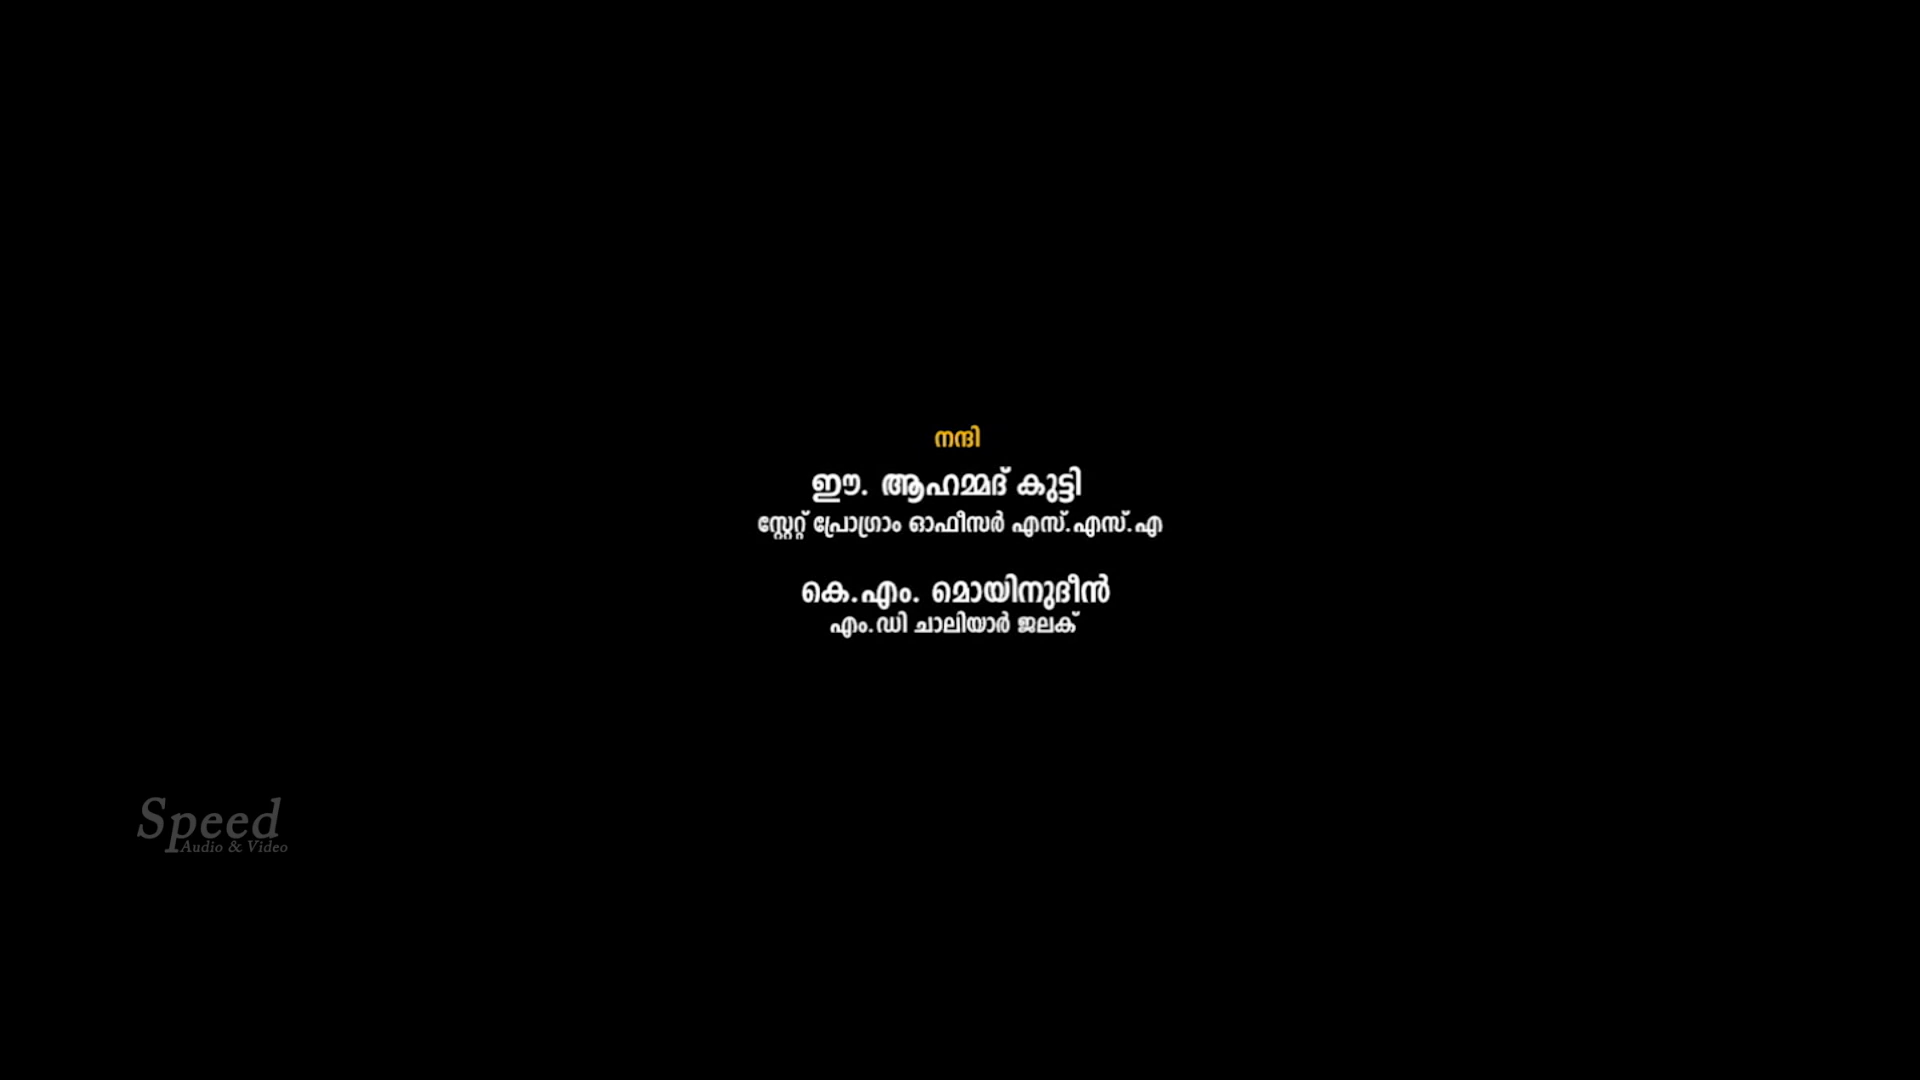 നന്ദി
ഈ. ആഹമ്മദ് കുട്ടി
സ്റ്റേറ്റ് പ്രോഗ്രാം ഓഫീസർ എസ്.എസ്.എ
കെ.എം. മൊയിനുദീൻ
എം.ഡി ചാലിയാർ ജലക്
Speed
Audio & Video